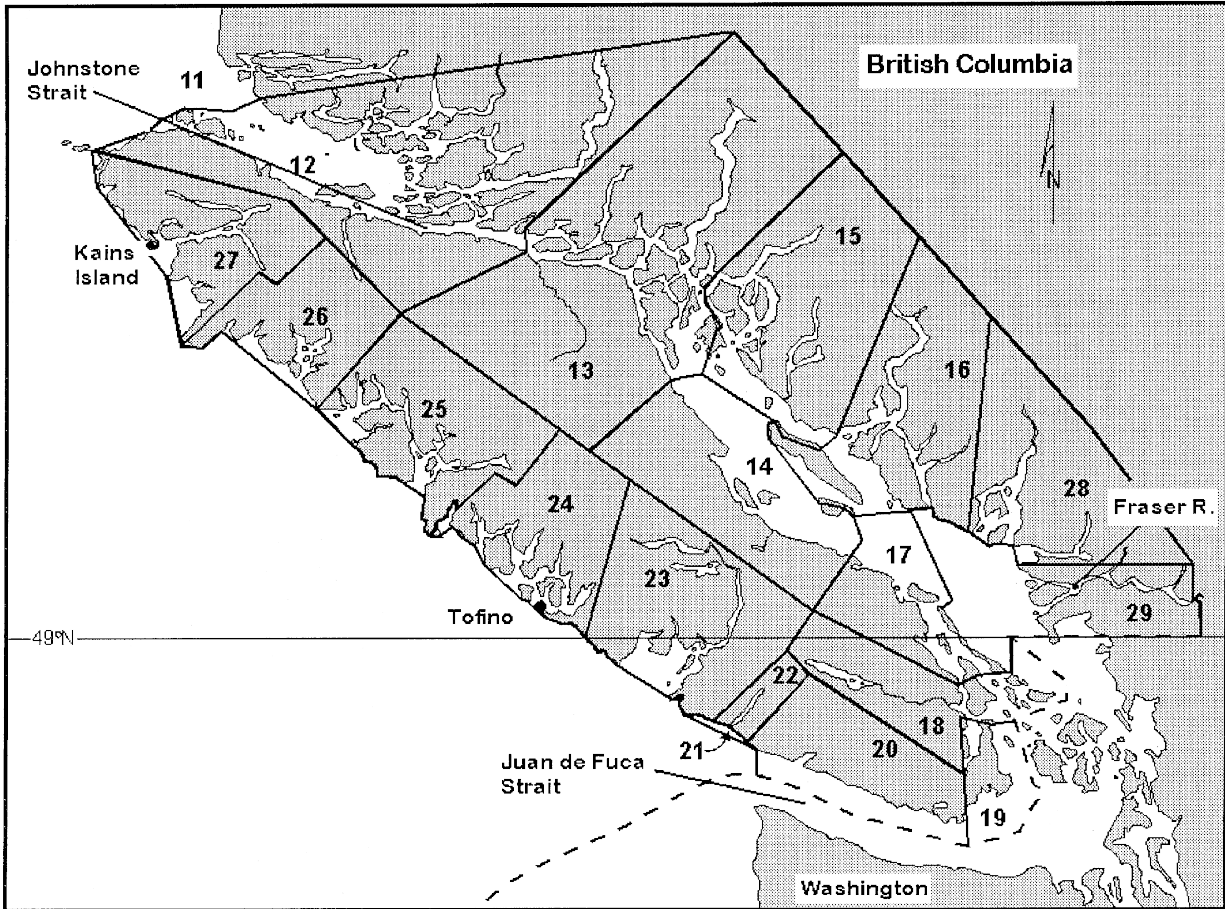 British Columbia
Johnstone
Strait
11
12
N
Kains
Island
27
15
26
16
13
25
14
28
Fraser R.
24
17
23
29
Tofino
49ºN
22
18
21
20
Juan de Fuca
Strait
19
Washington